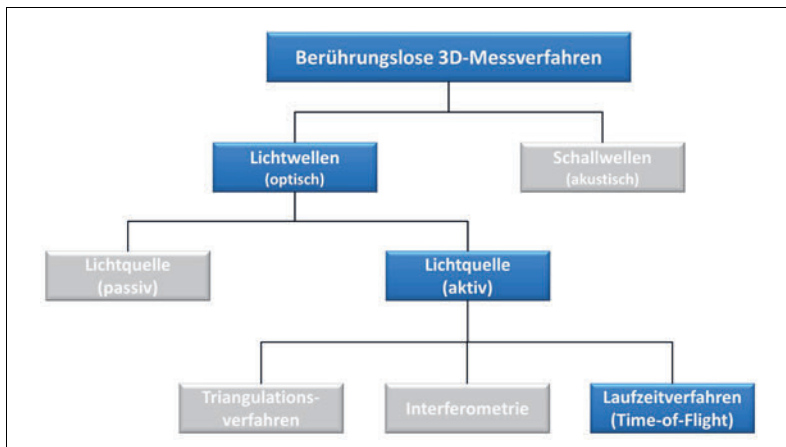 Berührungslose 3D-Messverfahren
Lichtwellen
(optisch)
Schallwellen
(akustisch)
Lichtquelle
(passiv)
Lichtquelle
(aktiv)
Triangulations-
verfahren
Interferometrie
Laufzeitverfahren
(Time-of-Flight)